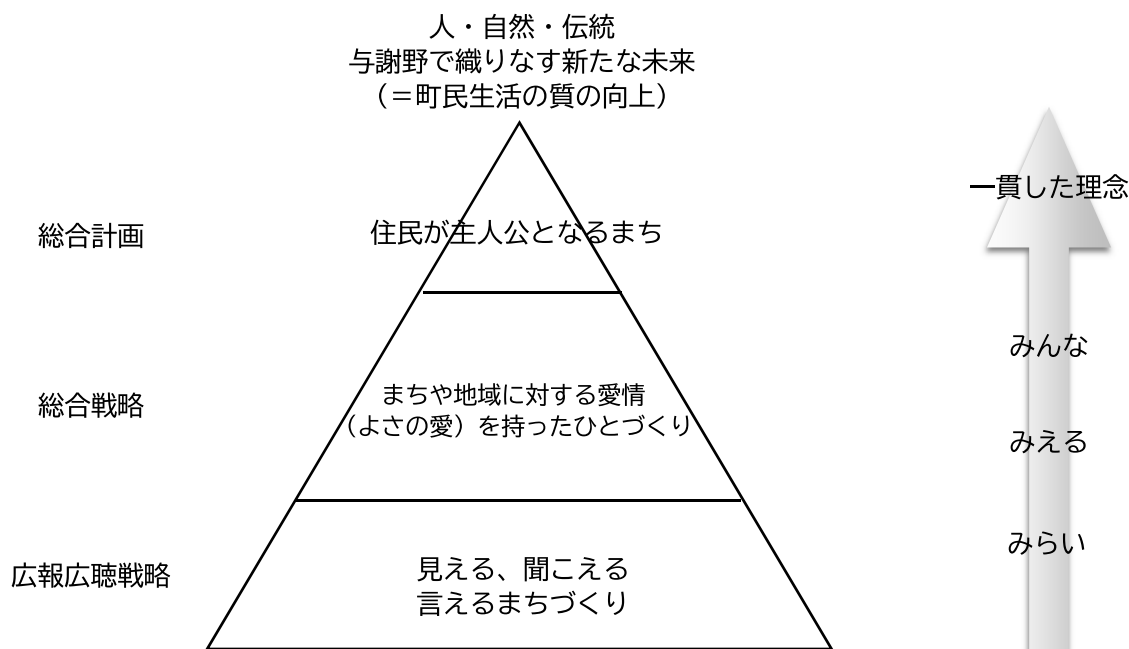 人・自然・伝統
与謝野で織りなす新たな未来
（＝町民生活の質の向上）
一貫した理念
総合計画
住民が主人公となるまち
みんな
総合戦略
まちや地域に対する愛情
（よさの愛）を持ったひとづくり
みえる
みらい
広報広聴戦略
見える、聞こえる
言えるまちづくり